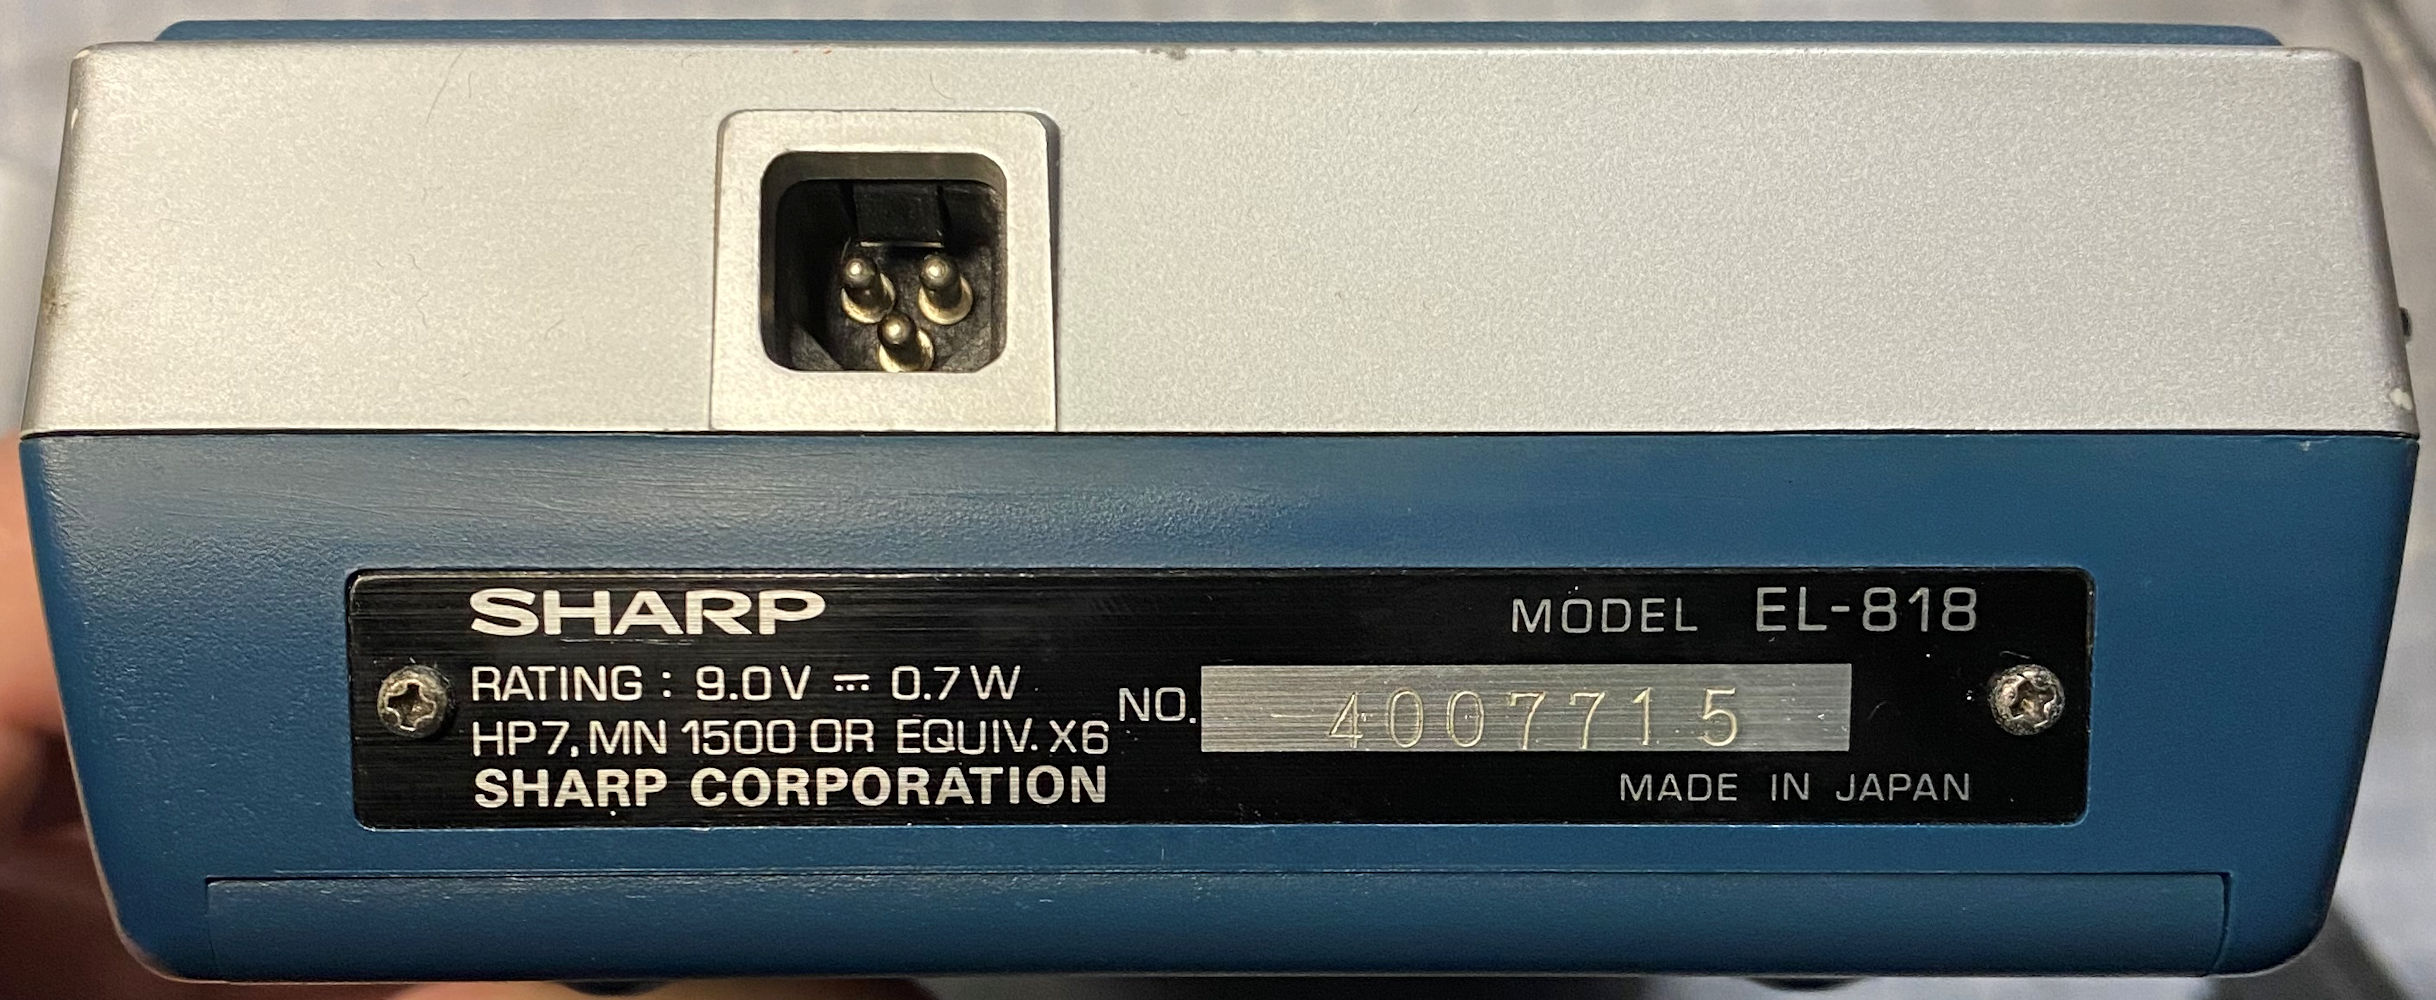 SHARP
MODEL EL-818
RATING : 9.0V ⎓ 0.7W
HP7, MN 1500 OR EQUIV. X6
NO. 4007715
SHARP CORPORATION
MADE IN JAPAN